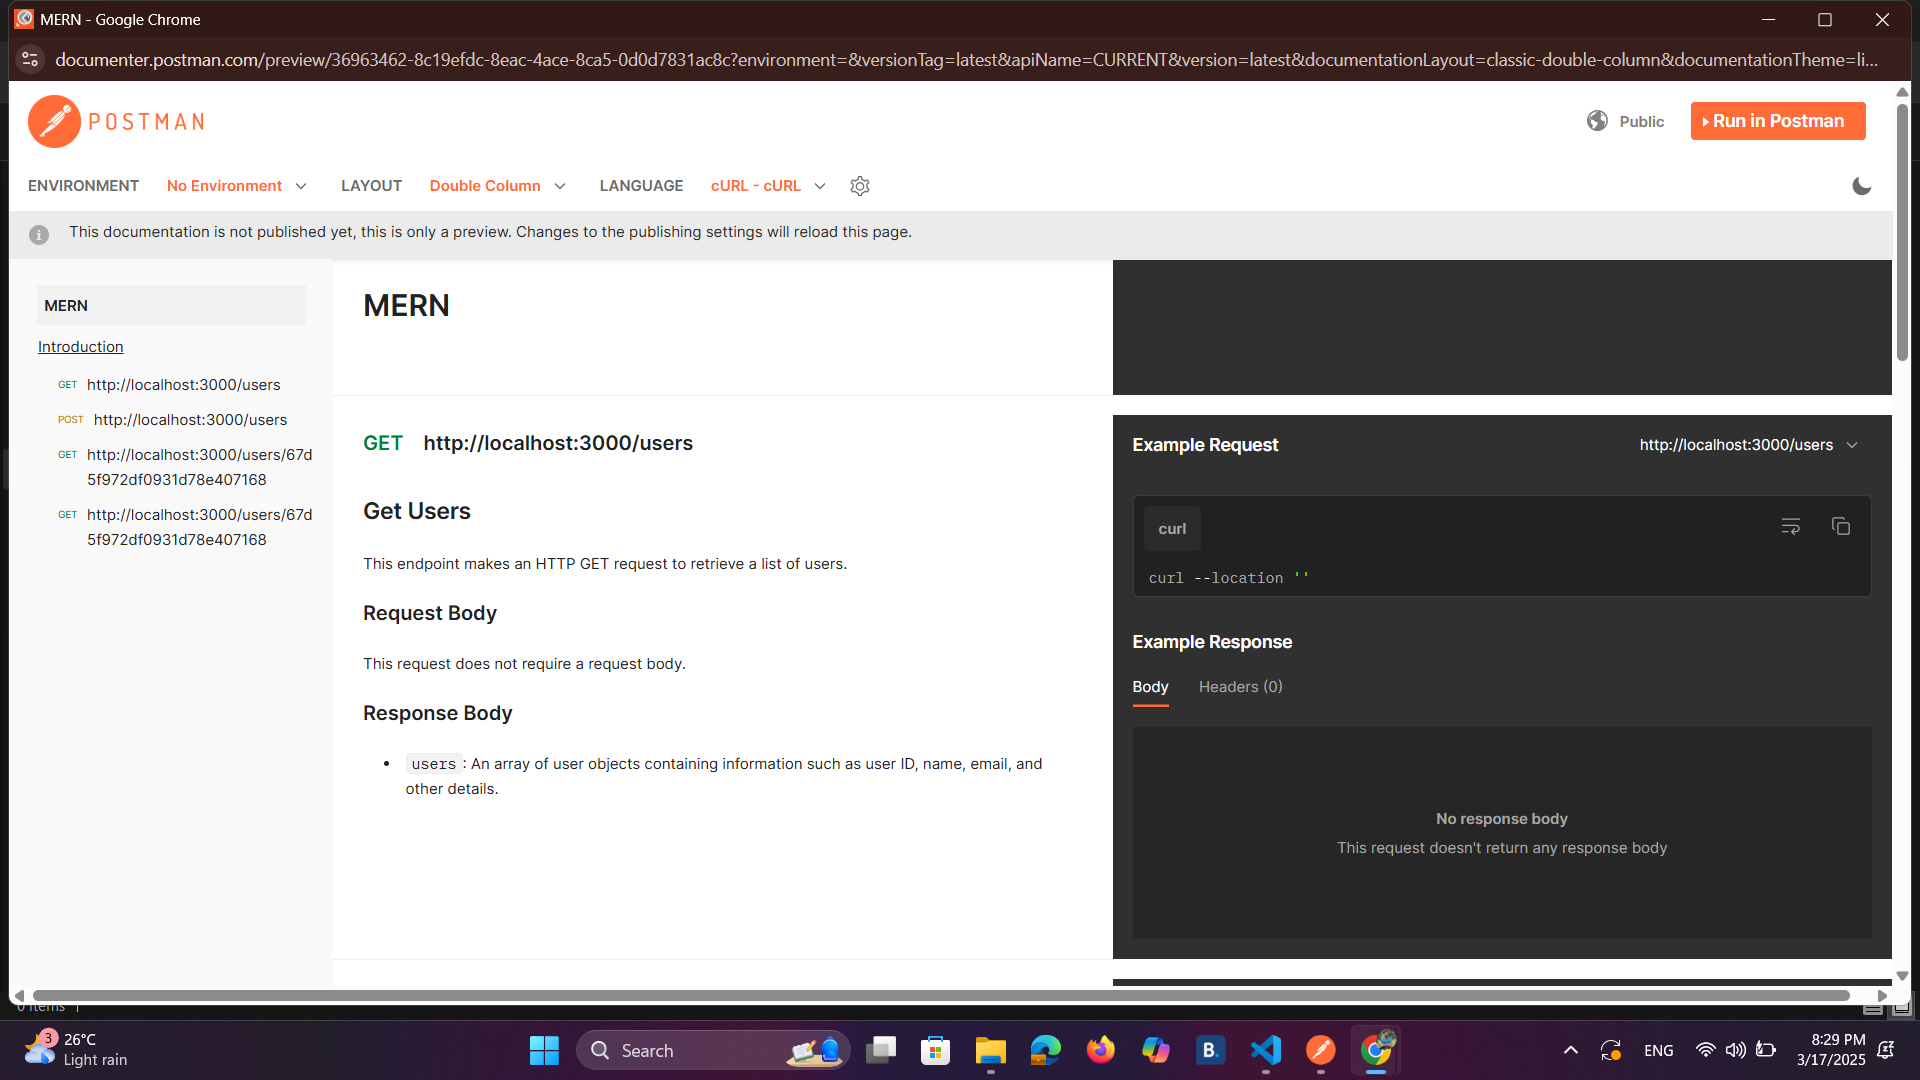 MERN - Google Chrome
documenter.postman.com/preview/36963462-8c19efdc-8eac-4ace-8ca5-0d0d7831ac8c?environment=&versionTag=latest&apiName=CURRENT&version=latest&documentationLayout=classic-double-column&documentationTheme=li...
POSTMAN
Public
Run in Postman
ENVIRONMENT No Environment LAYOUT Double Column LANGUAGE cURL - cURL
This documentation is not published yet, this is only a preview. Changes to the publishing settings will reload this page.
MERN
Introduction
GET http://localhost:3000/users
POST http://localhost:3000/users
GET http://localhost:3000/users/67d
5f972df0931d78e407168
GET http://localhost:3000/users/67d
5f972df0931d78e407168
MERN
GET http://localhost:3000/users
Get Users
This endpoint makes an HTTP GET request to retrieve a list of users.
Request Body
This request does not require a request body.
Response Body
• users : An array of user objects containing information such as user ID, name, email, and
other details.
Example Request
http://localhost:3000/users
curl
curl --location ''
Example Response
Body Headers (0)
No response body
This request doesn't return any response body
0 items
3
26°C
Light rain
Search
B.
ENG
8:29 PM
3/17/2025